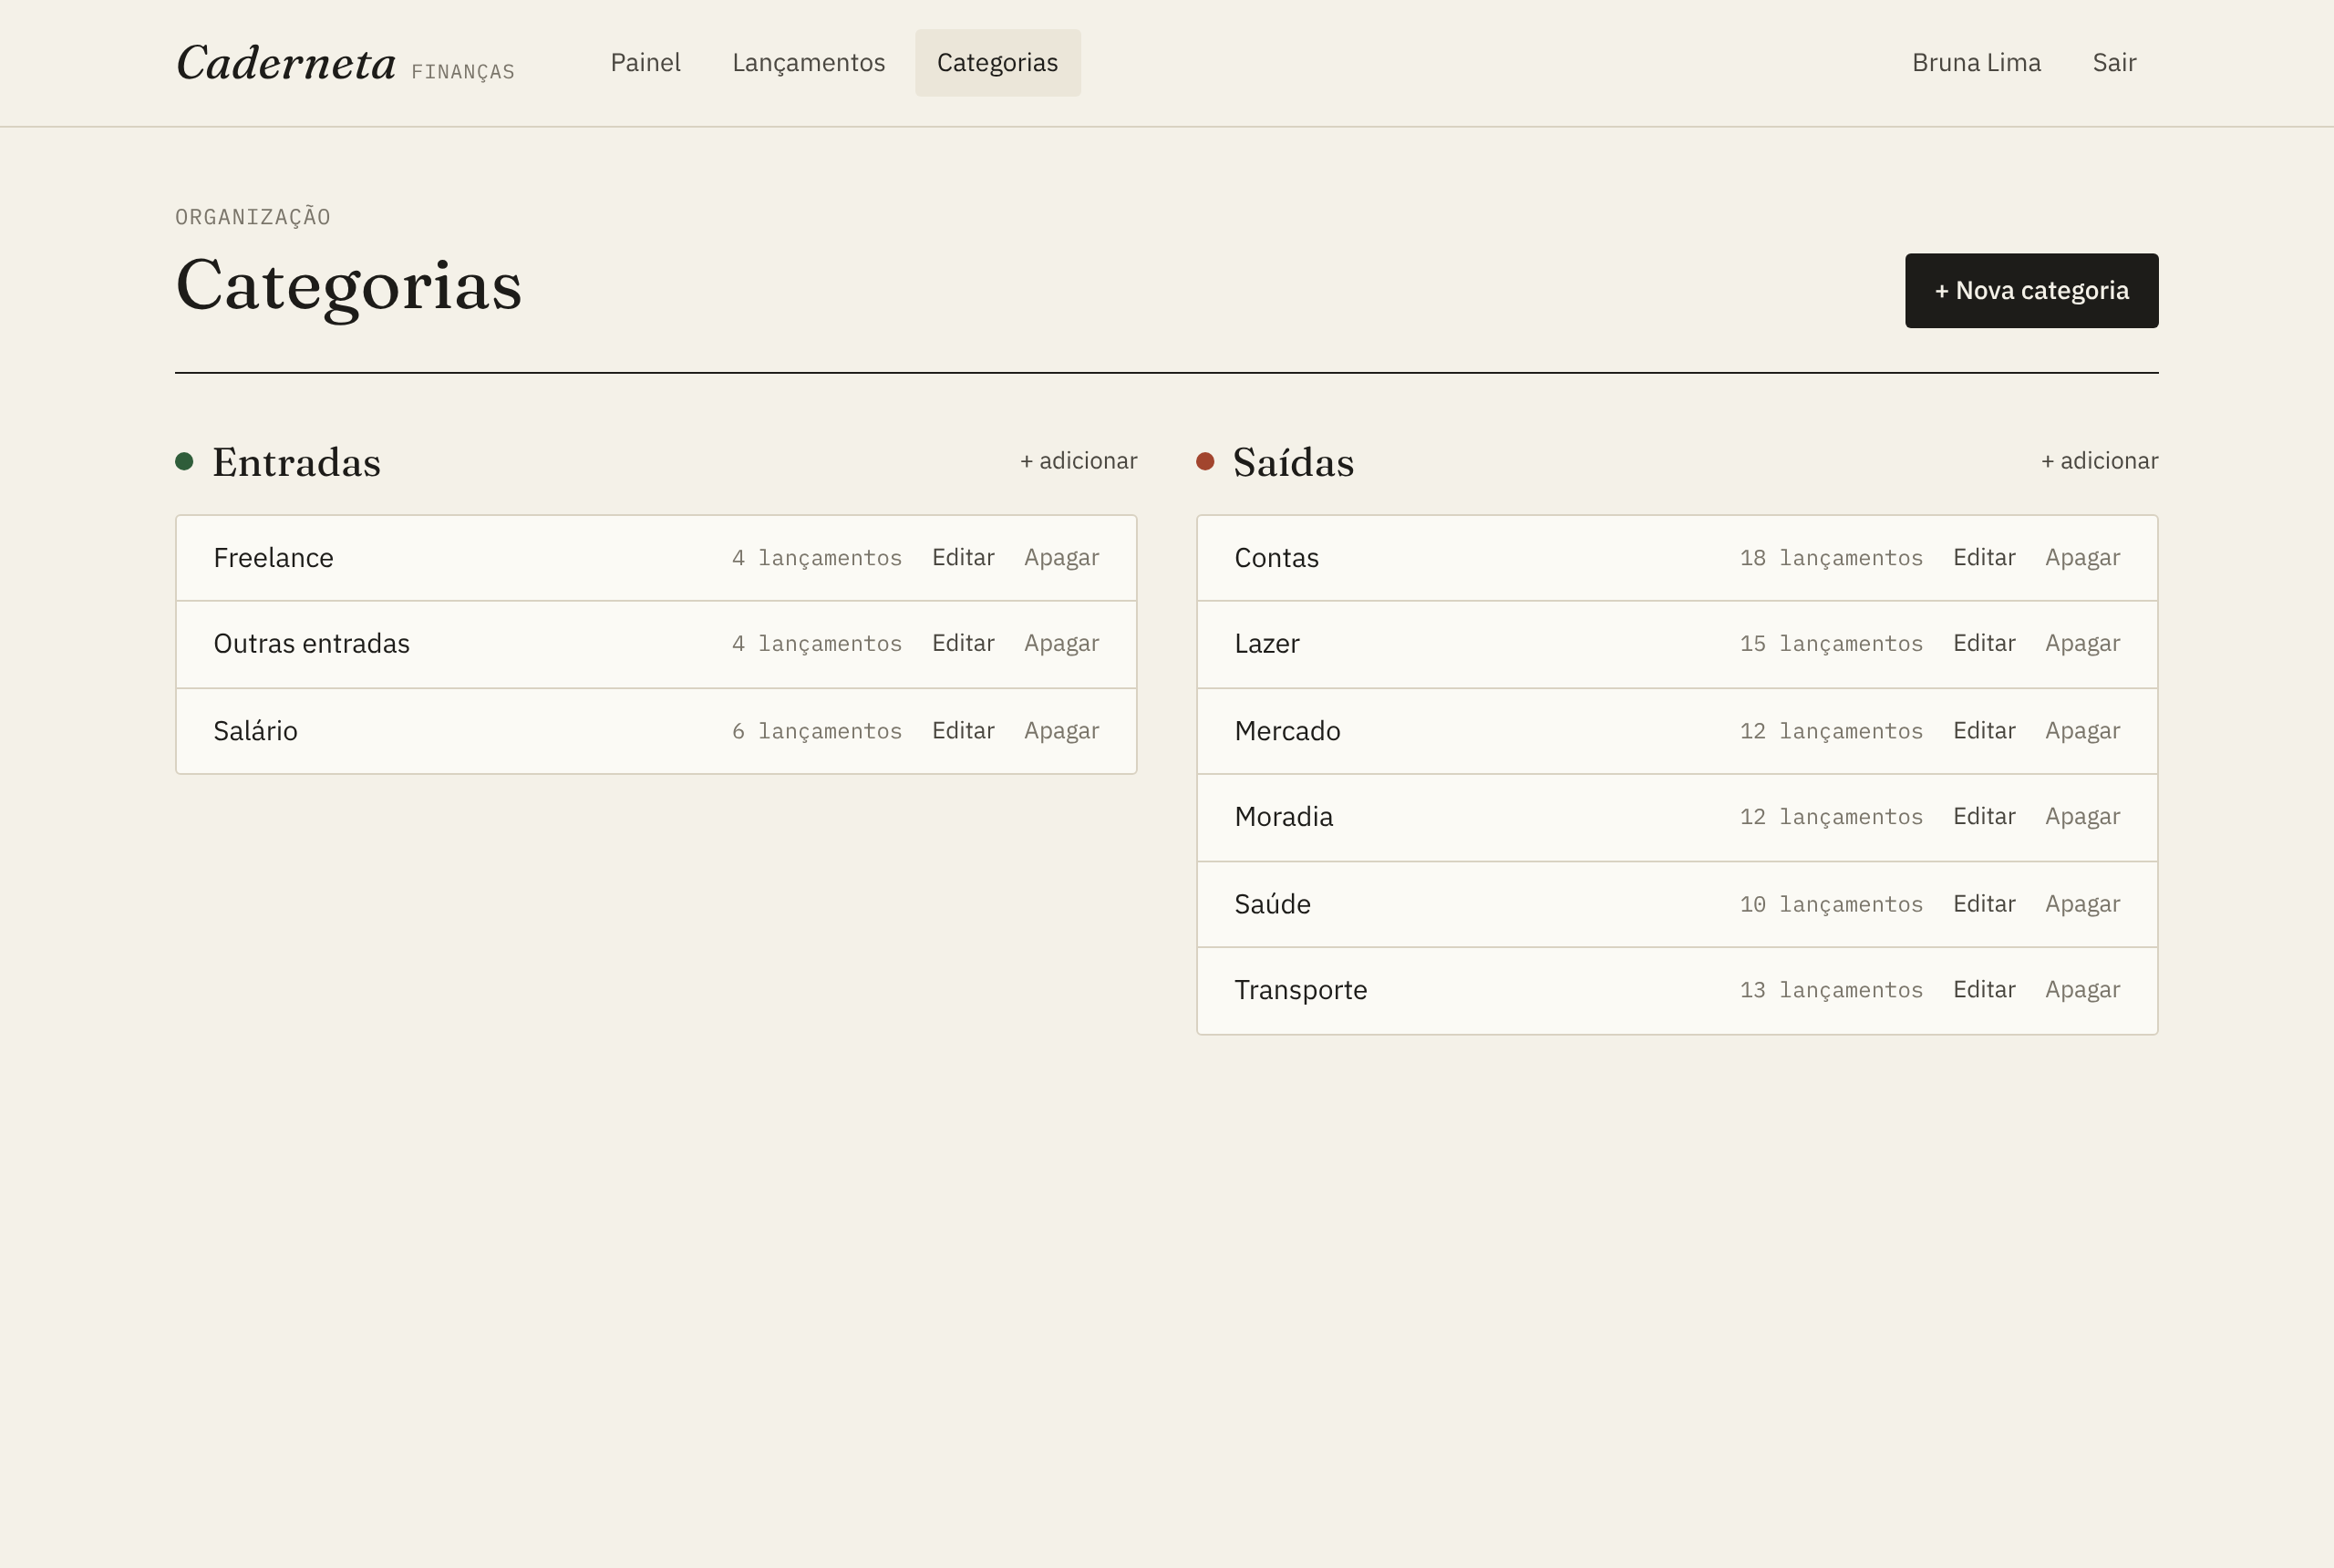 Caderneta FINANÇAS Painel Lançamentos Categorias Bruna Lima Sair
ORGANIZAÇÃO
Categorias
+ Nova categoria
Entradas + adicionar
Freelance 4 lançamentos Editar Apagar
Outras entradas 4 lançamentos Editar Apagar
Salário 6 lançamentos Editar Apagar
Saídas + adicionar
Contas 18 lançamentos Editar Apagar
Lazer 15 lançamentos Editar Apagar
Mercado 12 lançamentos Editar Apagar
Moradia 12 lançamentos Editar Apagar
Saúde 10 lançamentos Editar Apagar
Transporte 13 lançamentos Editar Apagar